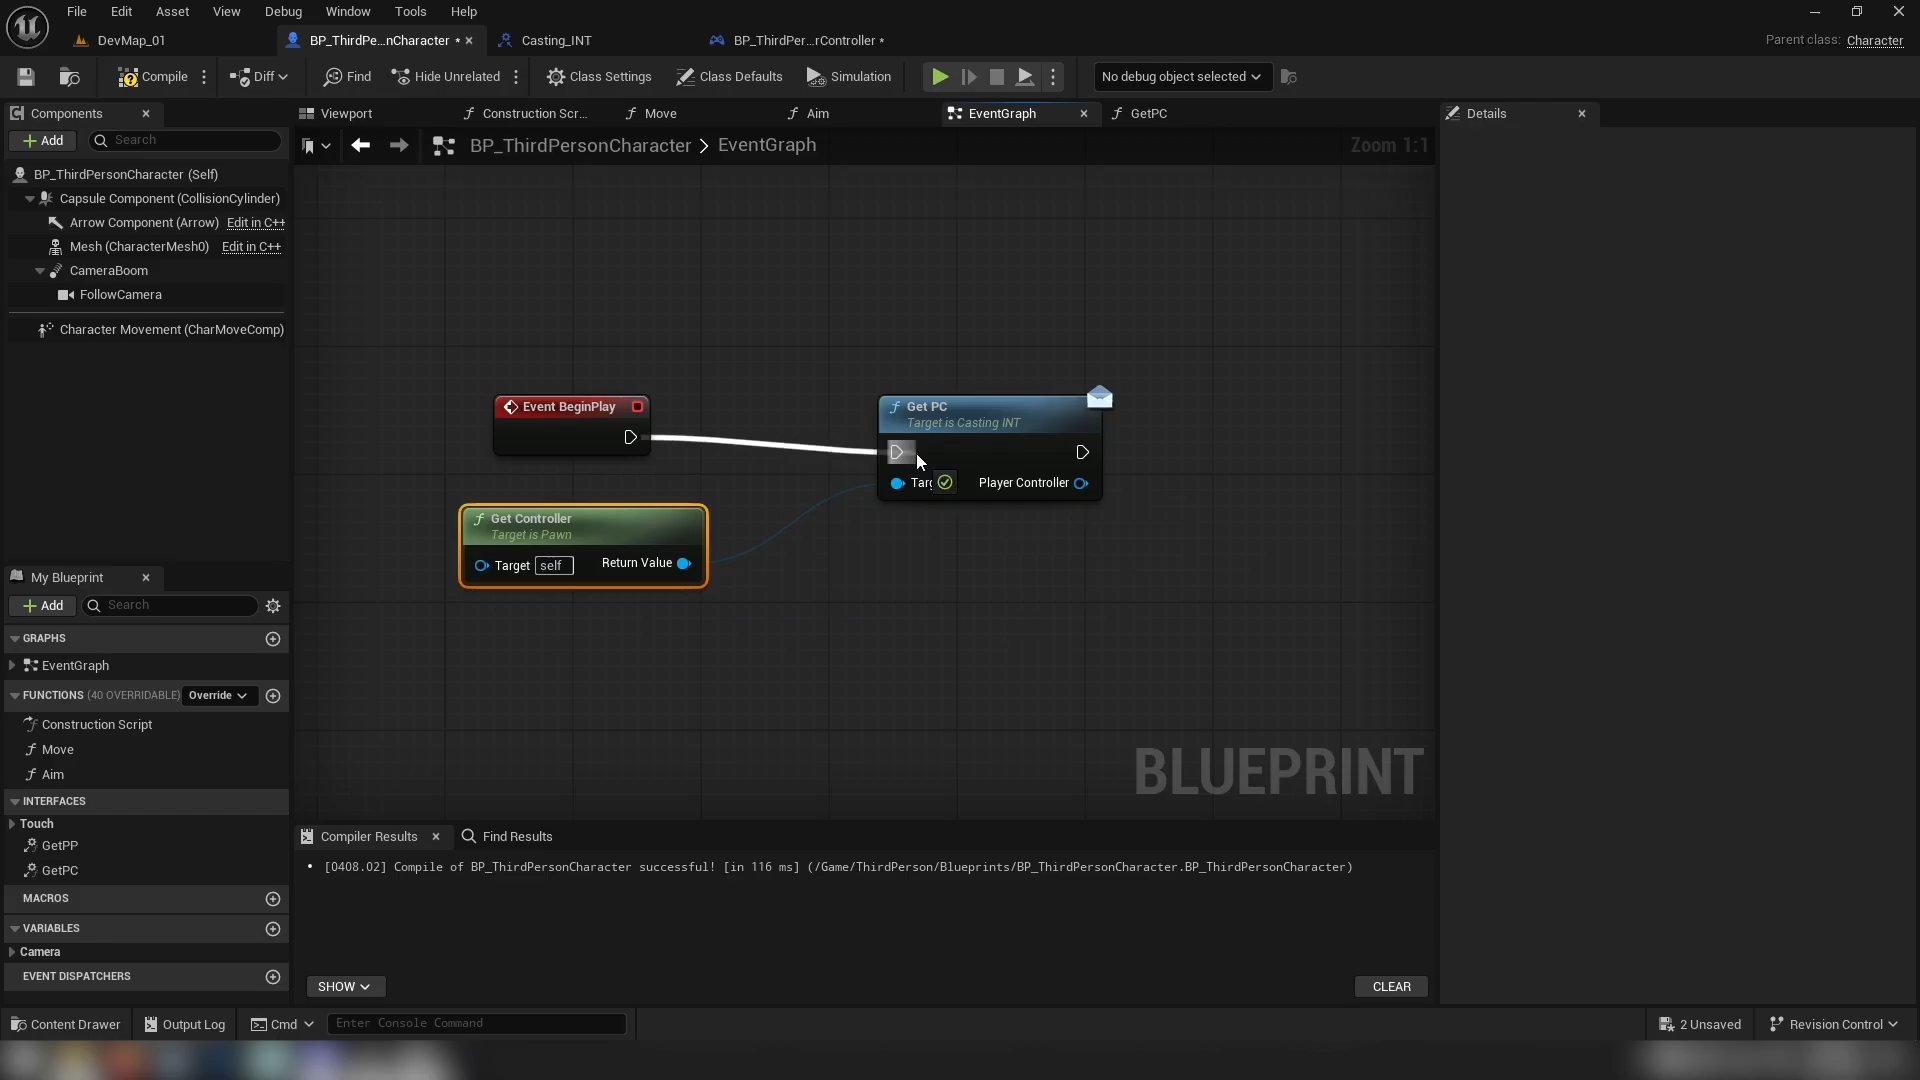 File Edit Asset View Debug Window Tools Help
DevMap_01 BP_ThirdPe...nCharacter * Casting_INT BP_ThirdPer...rController * Parent class: Character
Compile Diff Find Hide Unrelated Class Settings Class Defaults Simulation No debug object selected
Components
Add Search
BP_ThirdPersonCharacter (Self)
Capsule Component (CollisionCylinder)
Arrow Component (Arrow) Edit in C++
Mesh (CharacterMesh0) Edit in C++
CameraBoom
FollowCamera
Character Movement (CharMoveComp)
Viewport Construction Scr... Move Aim EventGraph GetPC
BP_ThirdPersonCharacter > EventGraph Zoom 1:1
Event BeginPlay
Get PC
Target is Casting INT
Targ Player Controller
Get Controller
Target is Pawn
Target self Return Value
BLUEPRINT
Details
My Blueprint
Add Search
GRAPHS
EventGraph
FUNCTIONS (40 OVERRIDABLE) Override
Construction Script
Move
Aim
INTERFACES
Touch
GetPP
GetPC
MACROS
VARIABLES
Camera
EVENT DISPATCHERS
Compiler Results Find Results
• [0408.02] Compile of BP_ThirdPersonCharacter successful! [in 116 ms] (/Game/ThirdPerson/Blueprints/BP_ThirdPersonCharacter.BP_ThirdPersonCharacter)
SHOW CLEAR
Content Drawer Output Log Cmd Enter Console Command 2 Unsaved Revision Control